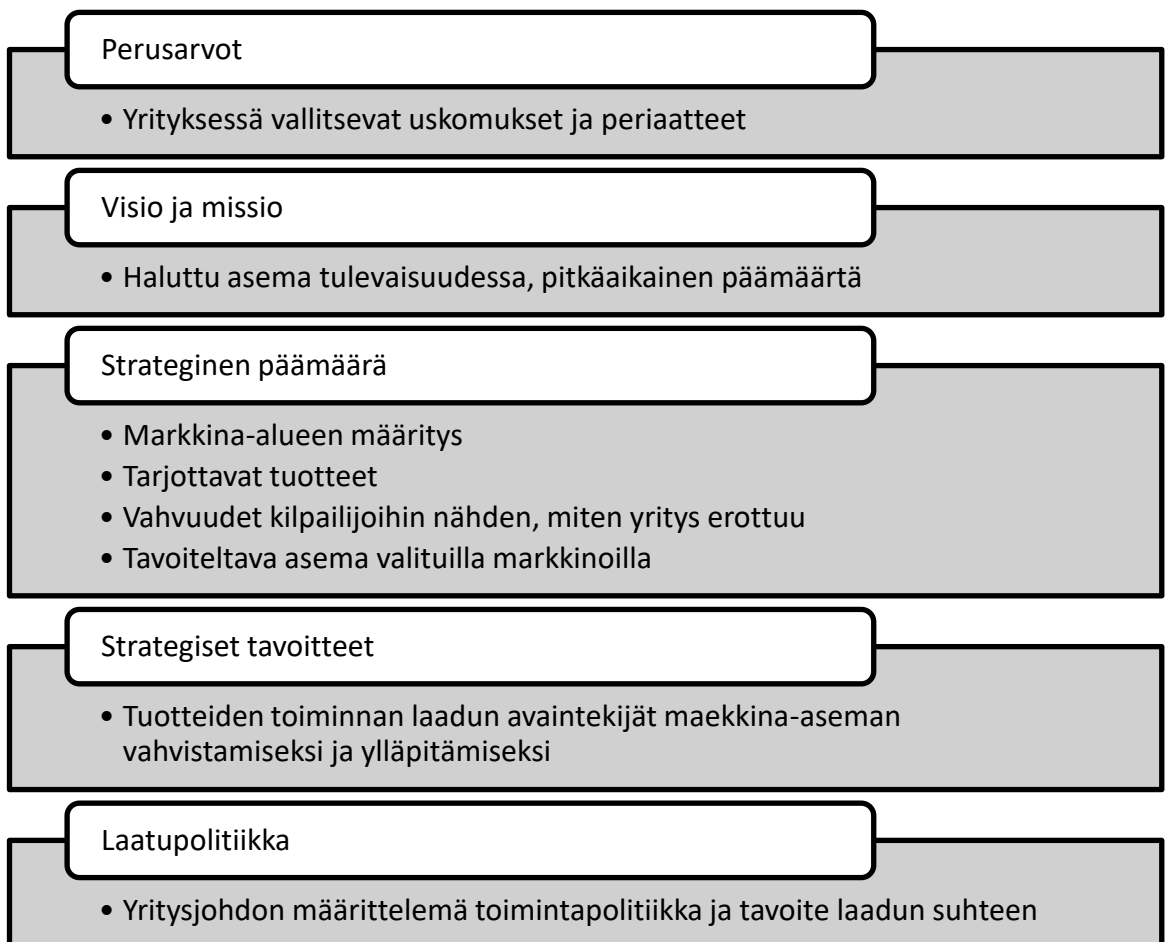 Perusarvot
• Yrityksessä vallitsevat uskomukset ja periaatteet
Visio ja missio
• Haluttu asema tulevaisuudessa, pitkäaikainen päämäärtä
Strateginen päämäärä
• Markkina-alueen määritys
• Tarjottavat tuotteet
• Vahvuudet kilpailijoihin nähden, miten yritys erottuu
• Tavoiteltava asema valituilla markkinoilla
Strategiset tavoitteet
• Tuotteiden toiminnan laadun avaintekijät maekkina-aseman
vahvistamiseksi ja ylläpitämiseksi
Laatupolitiikka
• Yritysjohdon määrittelemä toimintapolitiikka ja tavoite laadun suhteen